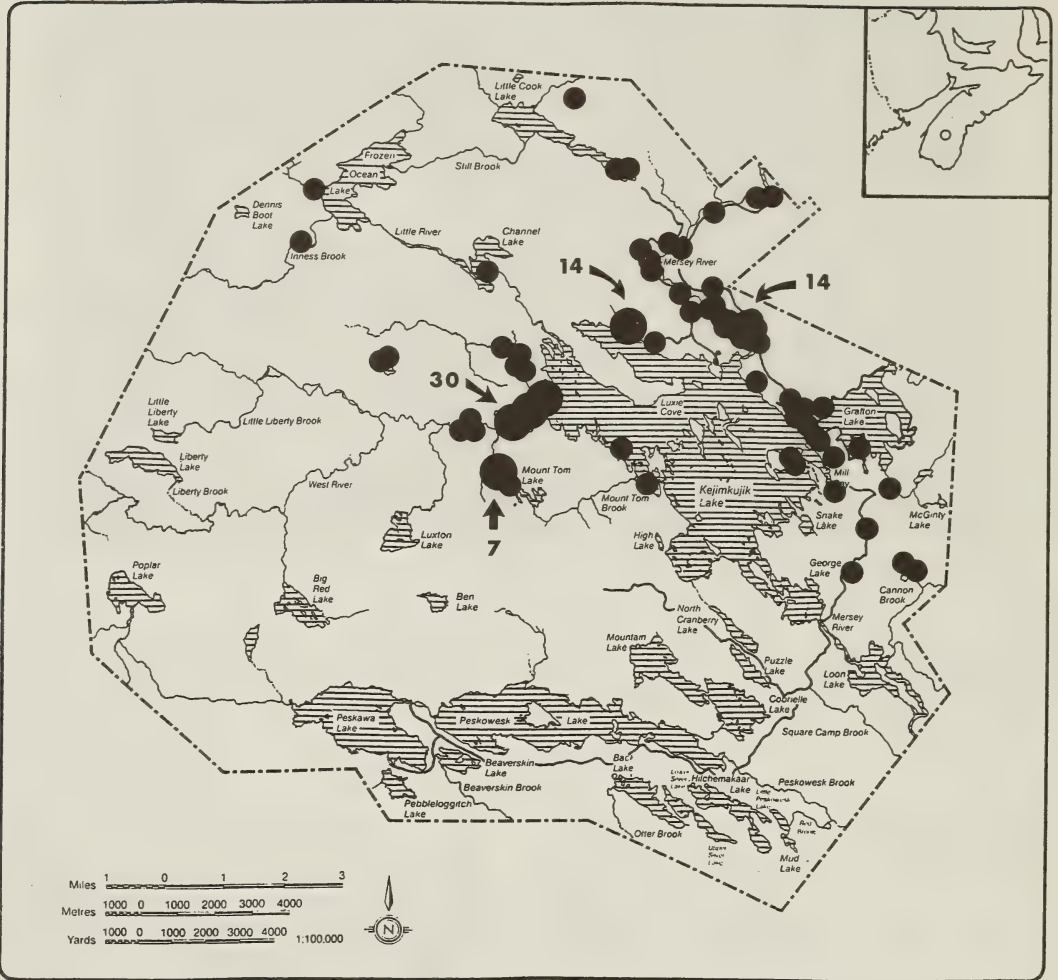 Little Cook
Lake
Frozen
Ocean
Lake
Still Brook
Dennis
Boot
Lake
Little River
Channel
Lake
Inness Brook
Mersey River
14
14
30
Luxie
Cove
Grafton
Lake
Little
Liberty
Lake
Little Liberty Brook
Liberty
Lake
Liberty Brook
West River
Mount Tom
Lake
7
Mount Tom
Brook
Kejimkujik
Lake
Mill
Snake
Lake
McGinty
Lake
Luxton
Lake
High
Lake
George
Lake
Cannon
Brook
Poplar
Lake
Big
Red
Lake
Ben
Lake
North
Cranberry
Lake
Mersey
River
Mountain
Lake
Puzzle
Lake
Loon
Lake
Cobrielle
Lake
Square Camp Brook
Peskawa
Lake
Peskowesk
Lake
Beaverskin
Lake
Beaverskin Brook
Pebbleloggitch
Lake
Back
Lake
Hilchemakaar
Lake
Peskowesk Brook
Otter Brook
Mud
Lake
Miles 1 0 1 2 3
Metres 1000 0 1000 2000 3000 4000
Yards 1000 0 1000 2000 3000 4000 1:100,000
N